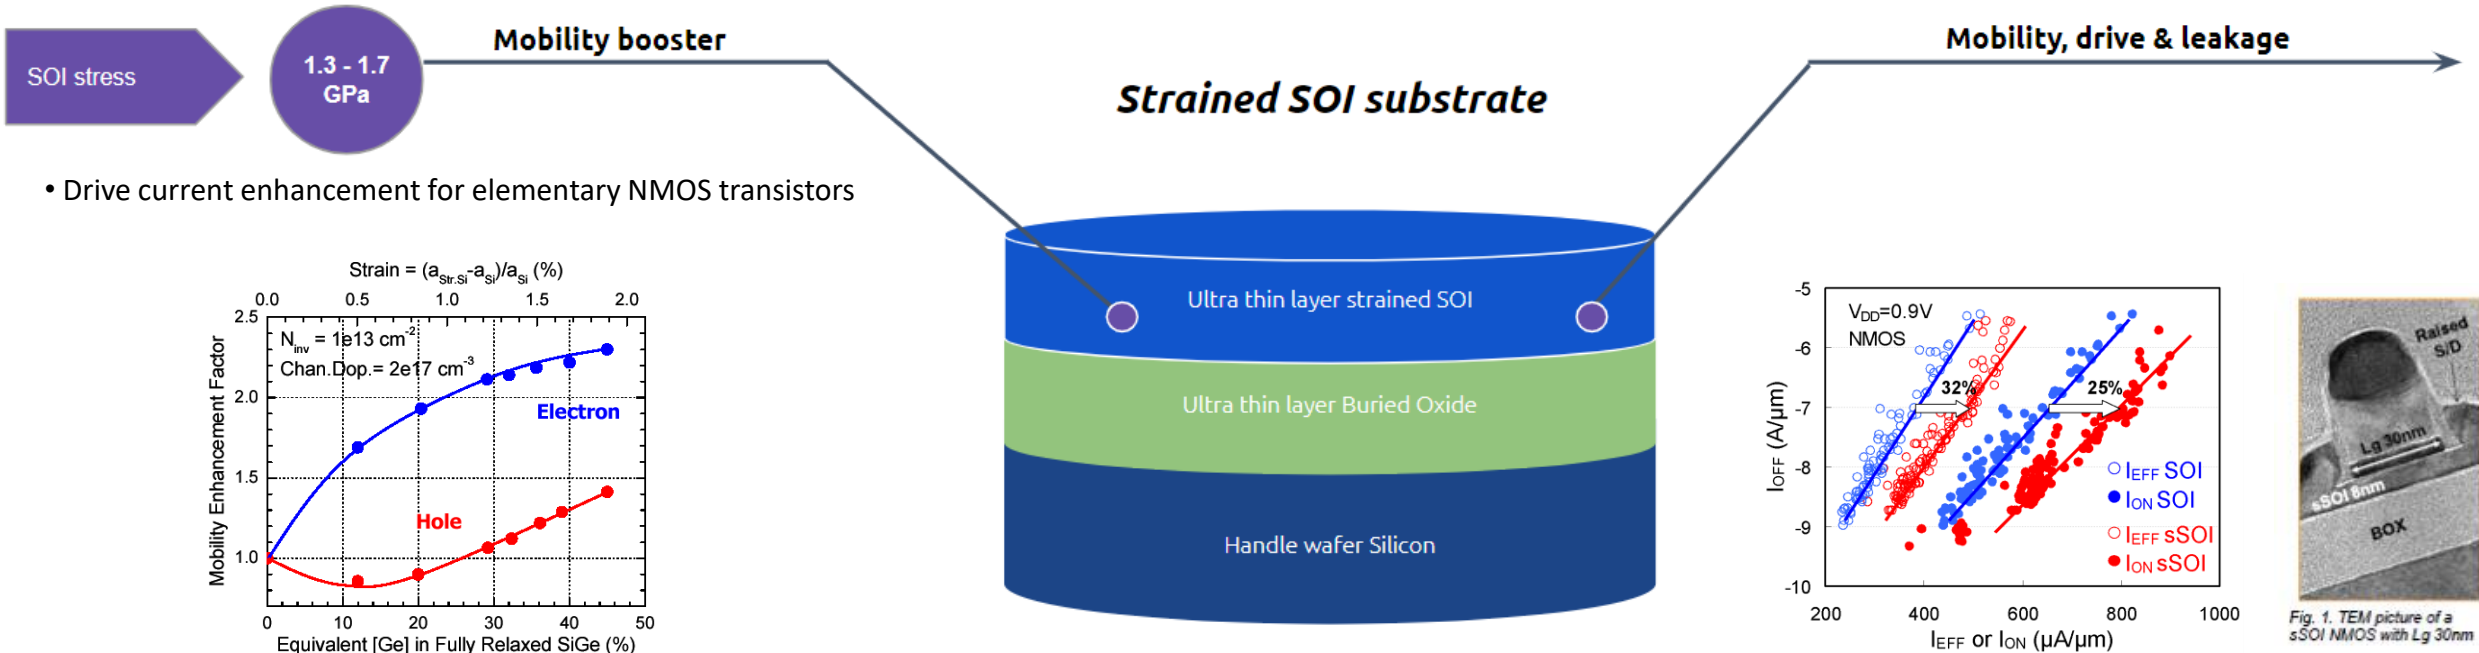 SOI stress
1.3 - 1.7
GPa
Mobility booster
Strained SOI substrate
Mobility, drive & leakage
• Drive current enhancement for elementary NMOS transistors
Strain = (aStr.Si-aSi)/aSi (%)
0.0 0.5 1.0 1.5 2.0
Mobility Enhancement Factor
2.5
2.0
1.5
1.0
Ninv = 1e13 cm-2
Chan.Dop.= 2e17 cm-3
Electron
Hole
0 10 20 30 40 50
Equivalent [Ge] in Fully Relaxed SiGe (%)
Ultra thin layer strained SOI
Ultra thin layer Buried Oxide
Handle wafer Silicon
IOFF (A/µm)
-5
-6
-7
-8
-9
-10
VDD=0.9V
NMOS
32%
25%
IEFF SOI
ION SOI
IEFF sSOI
ION sSOI
200 400 600 800 1000
IEFF or ION (µA/µm)
Raised
S/D
Lg 30nm
sSOI 8nm
BOX
Fig. 1. TEM picture of a
sSOI NMOS with Lg 30nm